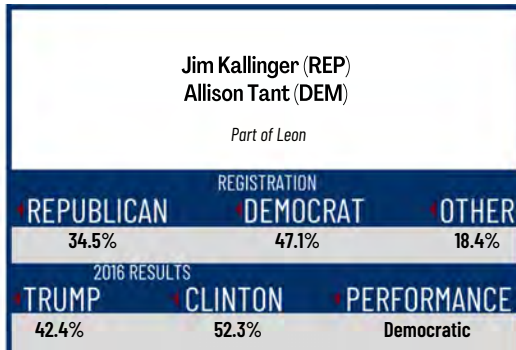 Jim Kallinger (REP)
Allison Tant (DEM)
Part of Leon
REGISTRATION
REPUBLICAN DEMOCRAT OTHER
34.5% 47.1% 18.4%
2016 RESULTS
TRUMP CLINTON PERFORMANCE
42.4% 52.3% Democratic